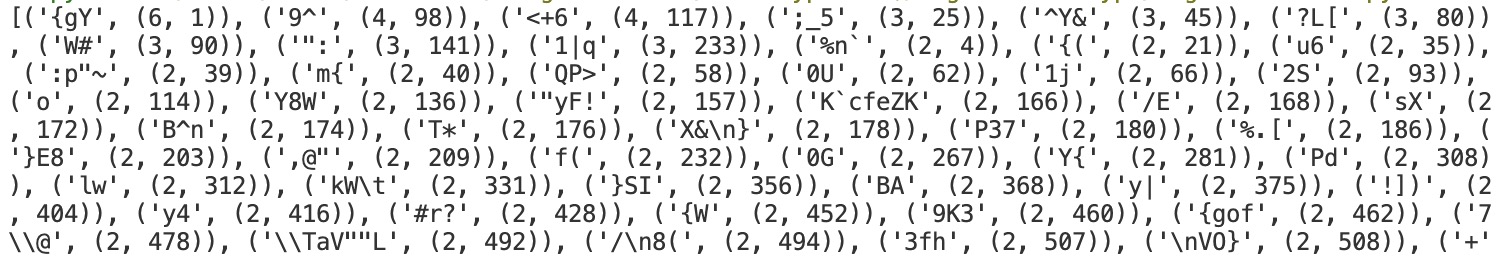 [('{gY', (6, 1)), ('9^', (4, 98)), ('<+6', (4, 117)), (';_5', (3, 25)), ('^Y&', (3, 45)), ('?L[', (3, 80))
, ('W#', (3, 90)), ('":', (3, 141)), ('1|q', (3, 233)), ('%n`', (2, 4)), ('{(', (2, 21)), ('u6', (2, 35)),
(':p"~', (2, 39)), ('m{', (2, 40)), ('QP>', (2, 58)), ('0U', (2, 62)), ('1j', (2, 66)), ('2S', (2, 93)),
('o', (2, 114)), ('Y8W', (2, 136)), ('"yF!', (2, 157)), ('K`cfeZK', (2, 166)), ('/E', (2, 168)), ('sX', (2
, 172)), ('B^n', (2, 174)), ('T*', (2, 176)), ('X&\n}', (2, 178)), ('P37', (2, 180)), ('%.[', (2, 186)), (
'}E8', (2, 203)), (',@"', (2, 209)), ('f(', (2, 232)), ('0G', (2, 267)), ('Y{', (2, 281)), ('Pd', (2, 308)
), ('lw', (2, 312)), ('kW\t', (2, 331)), ('}SI', (2, 356)), ('BA', (2, 368)), ('y|', (2, 375)), ('!])', (2
, 404)), ('y4', (2, 416)), ('#r?', (2, 428)), ('{W', (2, 452)), ('9K3', (2, 460)), ('{gof', (2, 462)), ('7
\\@', (2, 478)), ('\\TaV""L', (2, 492)), ('/\n8(', (2, 494)), ('3fh', (2, 507)), ('\nVO}', (2, 508)), ('+'